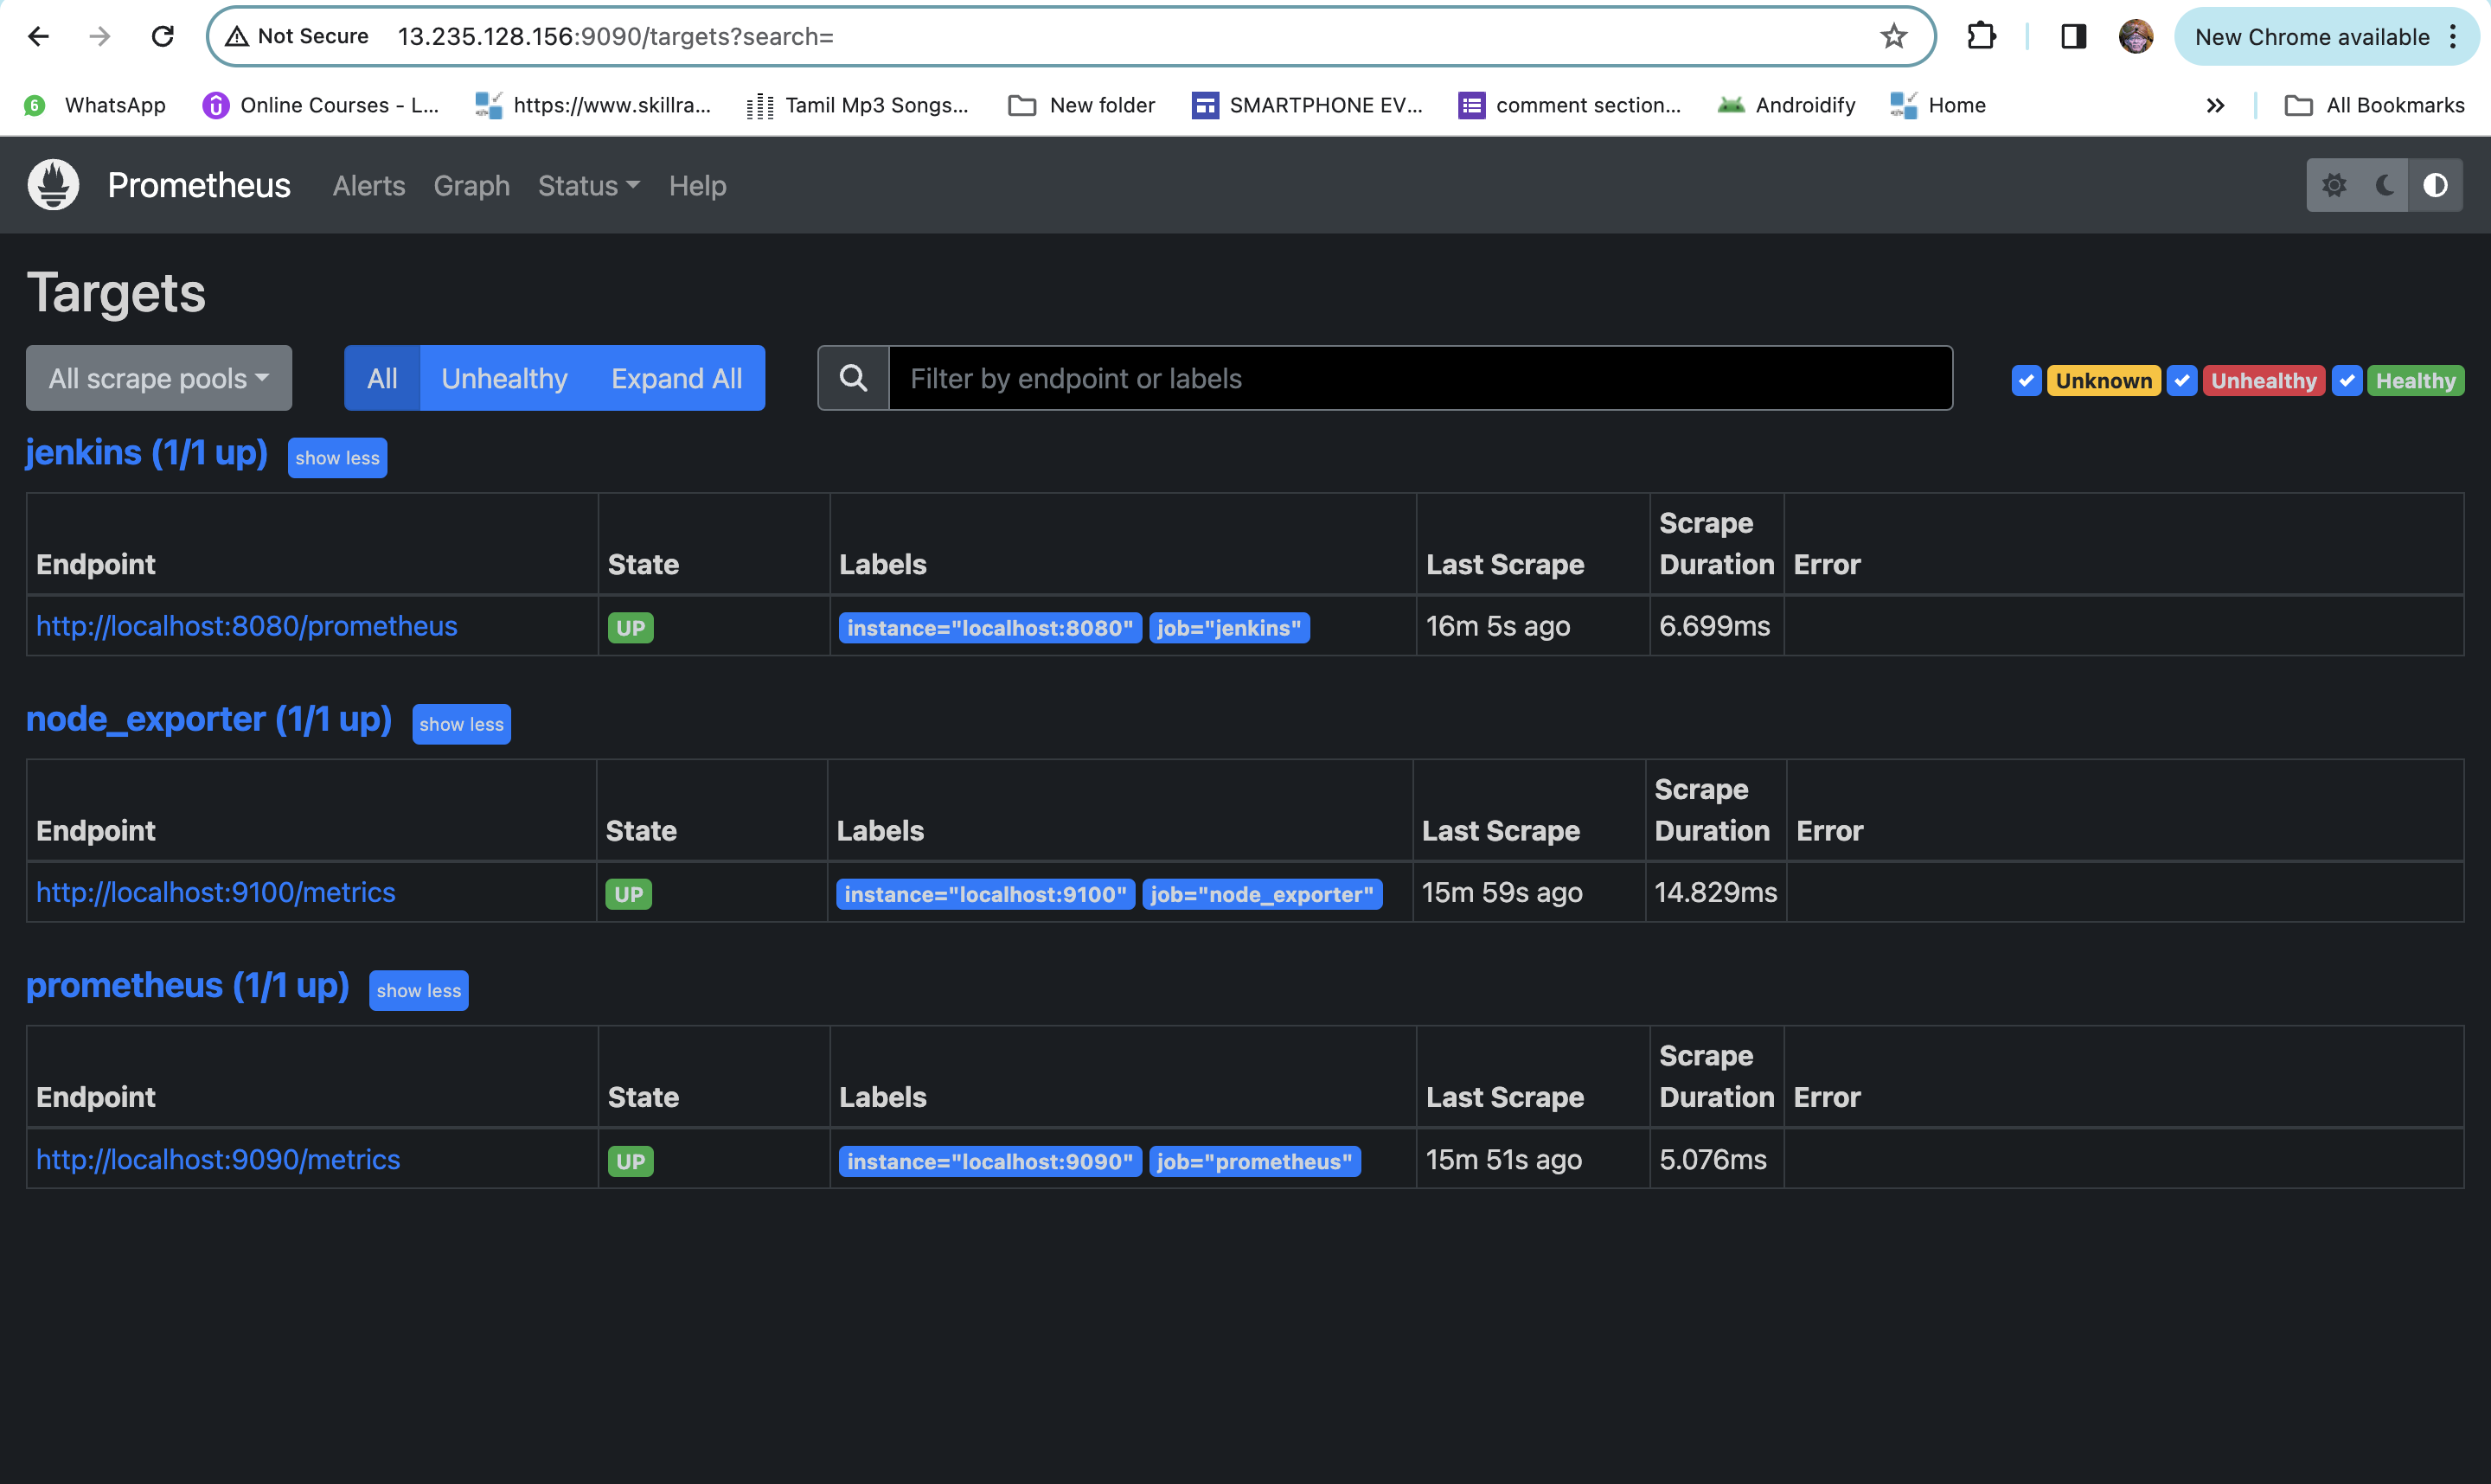 Not Secure 13.235.128.156:9090/targets?search= New Chrome available
6 WhatsApp Online Courses - L... https://www.skillra... Tamil Mp3 Songs... New folder SMARTPHONE EV... comment section... Androidify Home All Bookmarks
Prometheus Alerts Graph Status Help
Targets
All scrape pools All Unhealthy Expand All Filter by endpoint or labels Unknown Unhealthy Healthy
jenkins (1/1 up) show less
Endpoint State Labels Last Scrape Scrape Duration Error
http://localhost:8080/prometheus UP instance="localhost:8080" job="jenkins" 16m 5s ago 6.699ms
node_exporter (1/1 up) show less
Endpoint State Labels Last Scrape Scrape Duration Error
http://localhost:9100/metrics UP instance="localhost:9100" job="node_exporter" 15m 59s ago 14.829ms
prometheus (1/1 up) show less
Endpoint State Labels Last Scrape Scrape Duration Error
http://localhost:9090/metrics UP instance="localhost:9090" job="prometheus" 15m 51s ago 5.076ms